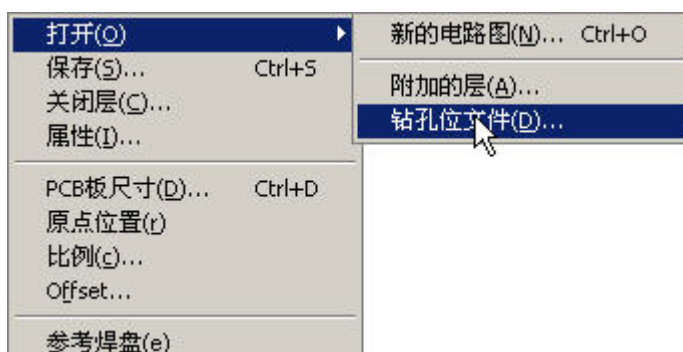 打开(O)
保存(S)... Ctrl+S
关闭层(C)...
属性(I)...
PCB板尺寸(D)... Ctrl+D
原点位置(r)
比例(c)...
Offset...
参考焊盘(e)
新的电路图(N)... Ctrl+O
附加的层(A)...
钻孔位文件(D)...